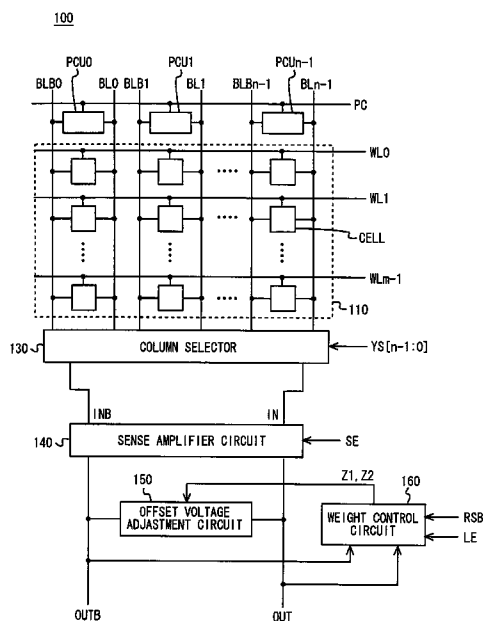 100
PCU0 PCU1 PCUn-1
BLB0 BL0 BLB1 BL1 BLBn-1 BLn-1
PC
WL0
WL1
CELL
WLm-1
110
130 COLUMN SELECTOR YS[n-1:0]
INB IN
140 SENSE AMPLIFIER CIRCUIT SE
150 Z1, Z2 160
OFFSET VOLTAGE
ADJASTMENT CIRCUIT
WEIGHT CONTROL
CIRCUIT
RSB
LE
OUTB OUT